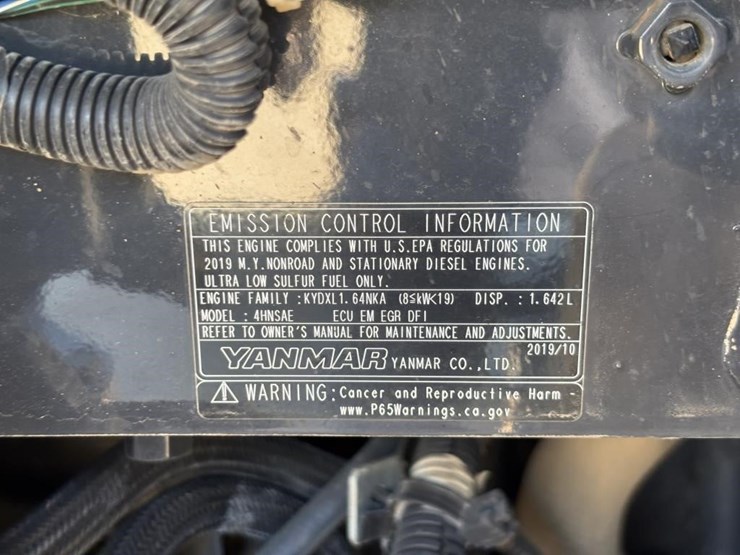 EMISSION CONTROL INFORMATION
THIS ENGINE COMPLIES WITH U.S.EPA REGULATIONS FOR
2019 M.Y.NONROAD AND STATIONARY DIESEL ENGINES.
ULTRA LOW SULFUR FUEL ONLY.
ENGINE FAMILY :KYDXL1.64NKA (8≤kW<19) DISP. :1.642L
MODEL : 4HNSAE ECU EM EGR DFI
REFER TO OWNER'S MANUAL FOR MAINTENANCE AND ADJUSTMENTS.
2019/10
YANMAR YANMAR CO.,LTD.
WARNING:Cancer and Reproductive Harm -
www.P65Warnings.ca.gov